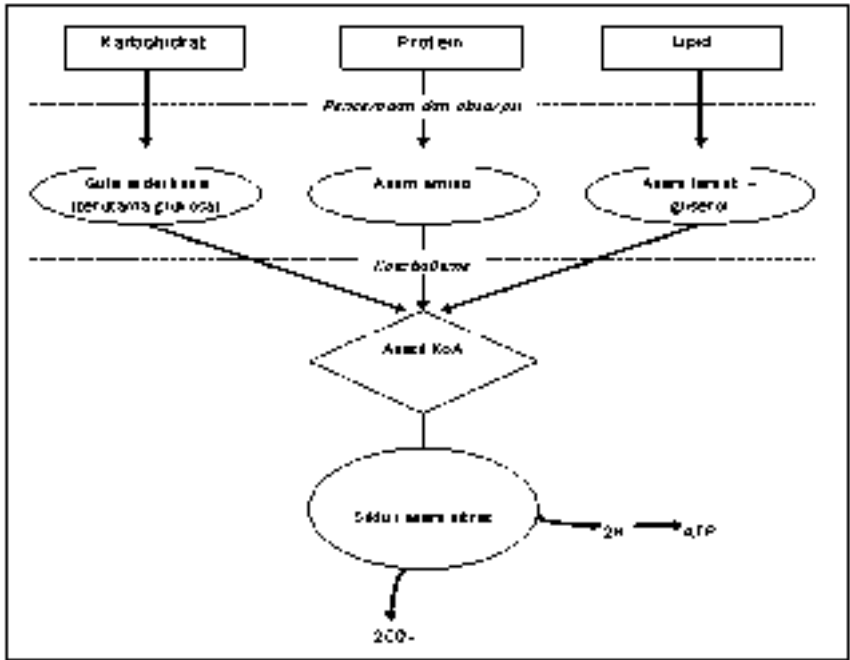 Karbohidrat
Protein
Lipid
Pencernaan dan absorpsi
Gula sederhana
(terutama glukosa)
Asam amino
Asam lemak +
gliserol
Katabolisme
Asetil KoA
Siklus asam sitrat
2H
ATP
2CO₂